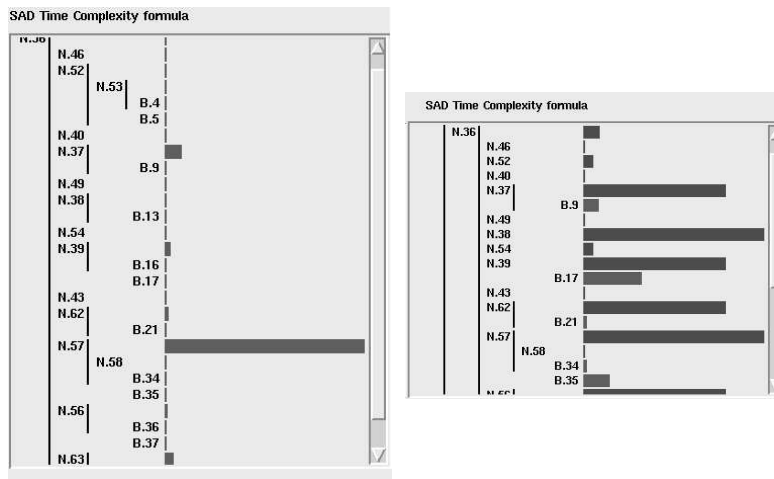 SAD Time Complexity formula
N.36
N.46
N.52
N.53
B.4
B.5
N.40
N.37
B.9
N.49
N.38
B.13
N.54
N.39
B.16
B.17
N.43
N.62
B.21
N.57
N.58
B.34
B.35
N.56
B.36
B.37
N.63
SAD Time Complexity formula
N.36
N.46
N.52
N.40
N.37
B.9
N.49
N.38
N.54
N.39
B.17
N.43
N.62
B.21
N.57
N.58
B.34
B.35
N.56